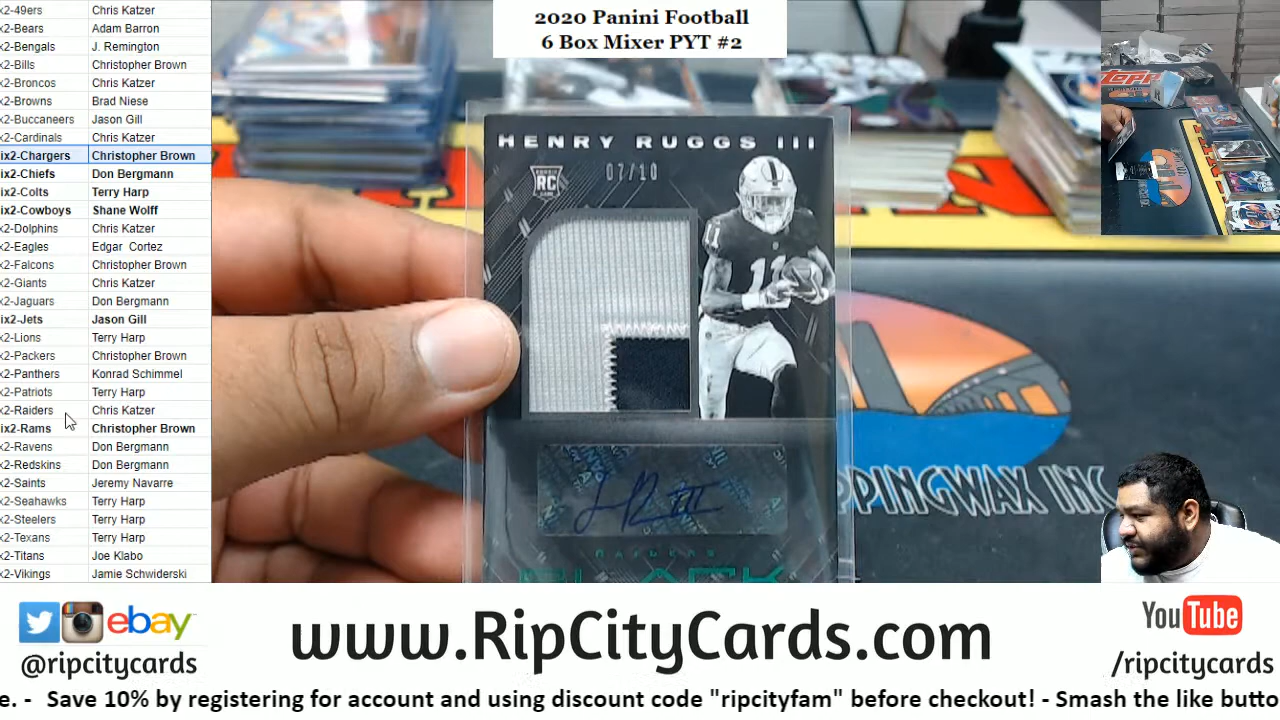 x2-49ers Chris Katzer
x2-Bears Adam Barron
x2-Bengals J. Remington
x2-Bills Christopher Brown
x2-Broncos Chris Katzer
x2-Browns Brad Niese
x2-Buccaneers Jason Gill
x2-Cardinals Chris Katzer
ix2-Chargers Christopher Brown
ix2-Chiefs Don Bergmann
ix2-Colts Terry Harp
ix2-Cowboys Shane Wolff
x2-Dolphins Chris Katzer
x2-Eagles Edgar Cortez
x2-Falcons Christopher Brown
x2-Giants Chris Katzer
x2-Jaguars Don Bergmann
ix2-Jets Jason Gill
x2-Lions Terry Harp
x2-Packers Christopher Brown
x2-Panthers Konrad Schimmel
x2-Patriots Terry Harp
x2-Raiders Chris Katzer
ix2-Rams Christopher Brown
x2-Ravens Don Bergmann
x2-Redskins Don Bergmann
x2-Saints Jeremy Navarre
x2-Seahawks Terry Harp
x2-Steelers Terry Harp
x2-Texans Terry Harp
x2-Titans Joe Klabo
x2-Vikings Jamie Schwiderski
2020 Panini Football
6 Box Mixer PYT #2
HENRY RUGGS III
07/10
RC
11
11
RAIDERS
BLACK
PPINGWAX INC
TOPP
ebay
@ripcitycards
www.RipCityCards.com
YouTube
/ripcitycards
e. - Save 10% by registering for account and using discount code "ripcityfam" before checkout! - Smash the like butto